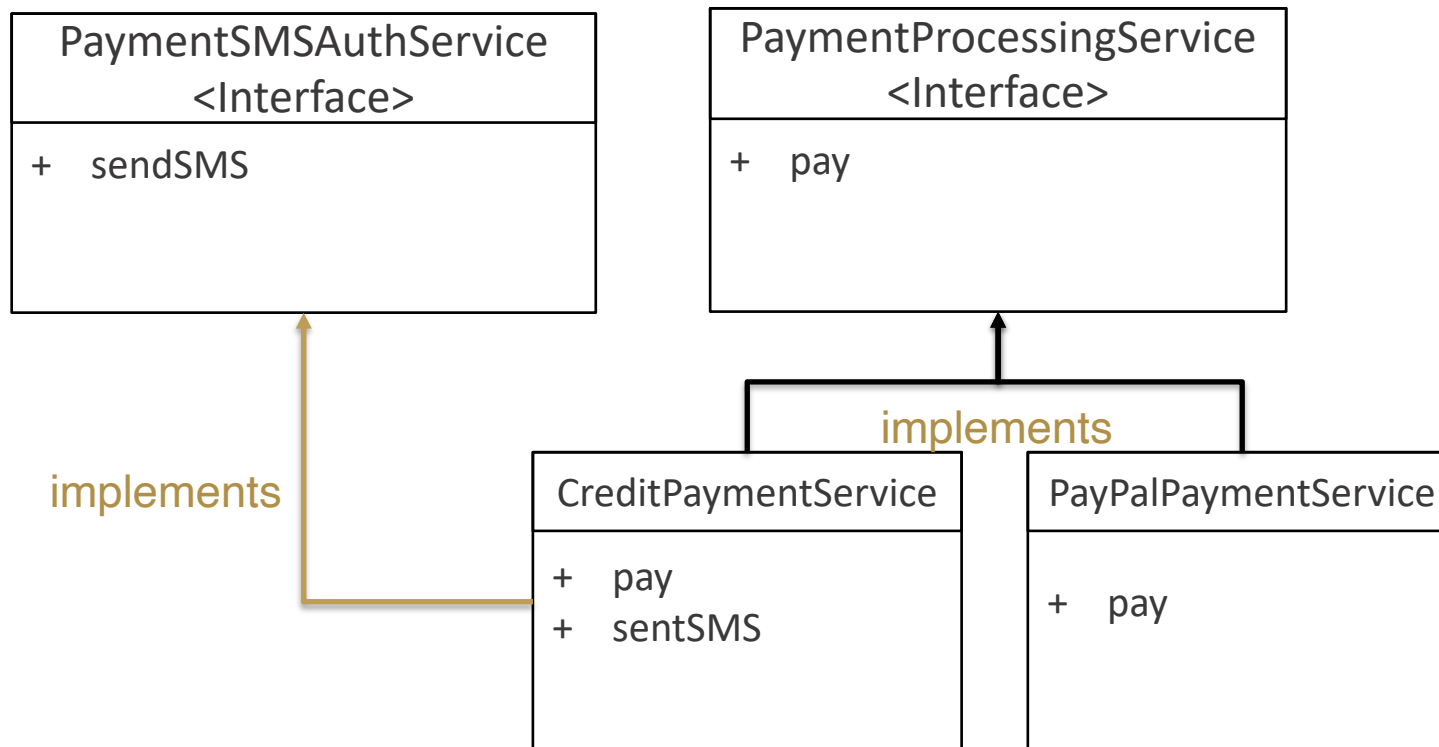 PaymentSMSAuthService
<Interface>
+ sendSMS
PaymentProcessingService
<Interface>
+ pay
implements
implements
CreditPaymentService
+ pay
+ sentSMS
PayPalPaymentService
+ pay